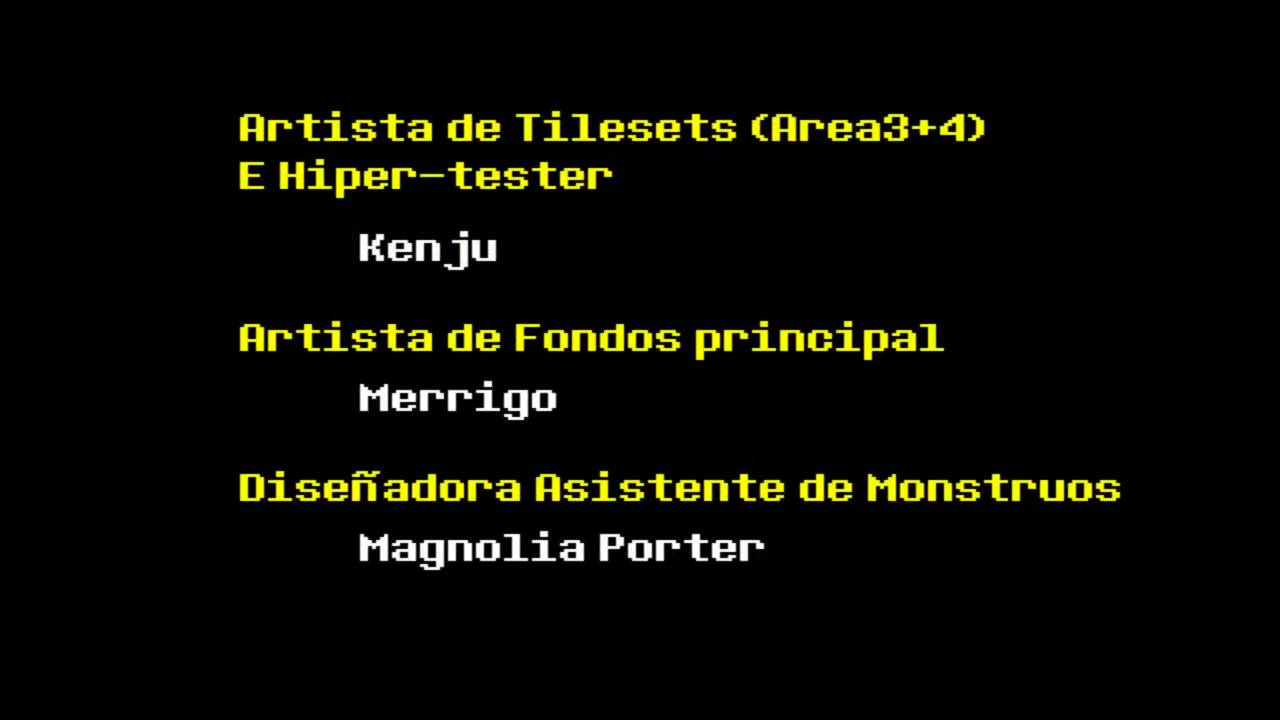 Artista de Tilesets (Area3+4)
E Hiper-tester
Kenju
Artista de Fondos principal
Merrigo
Diseñadora Asistente de Monstruos
Magnolia Porter